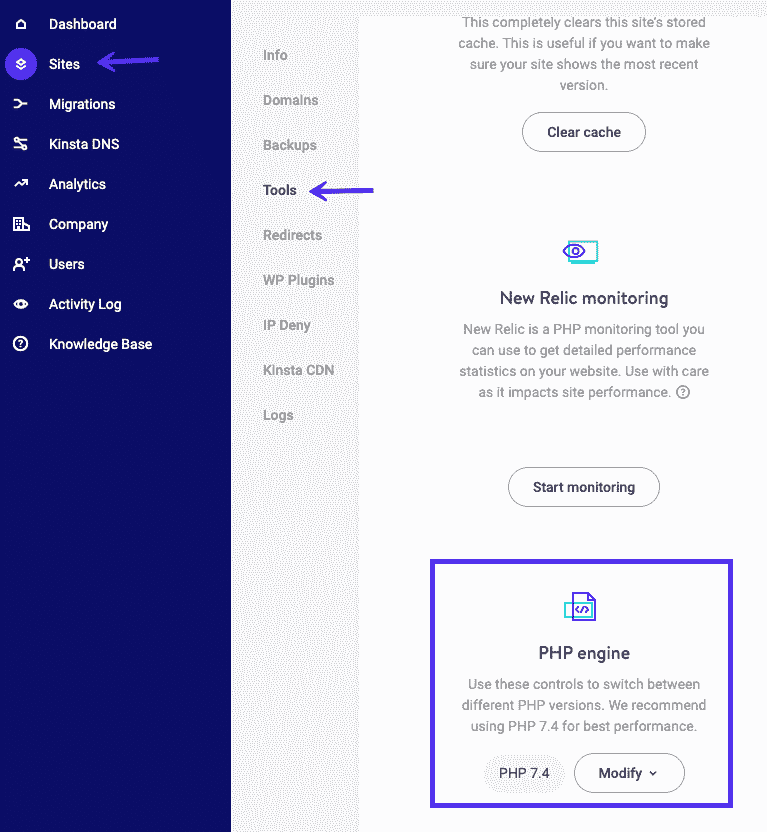 Dashboard
Sites
Migrations
Kinsta DNS
Analytics
Company
Users
Activity Log
Knowledge Base
Info
Domains
Backups
Tools
Redirects
WP Plugins
IP Deny
Kinsta CDN
Logs
This completely clears this site's stored
cache. This is useful if you want to make
sure your site shows the most recent
version.
Clear cache
New Relic monitoring
New Relic is a PHP monitoring tool you
can use to get detailed performance
statistics on your website. Use with care
as it impacts site performance. ?
Start monitoring
PHP engine
Use these controls to switch between
different PHP versions. We recommend
using PHP 7.4 for best performance.
PHP 7.4 Modify